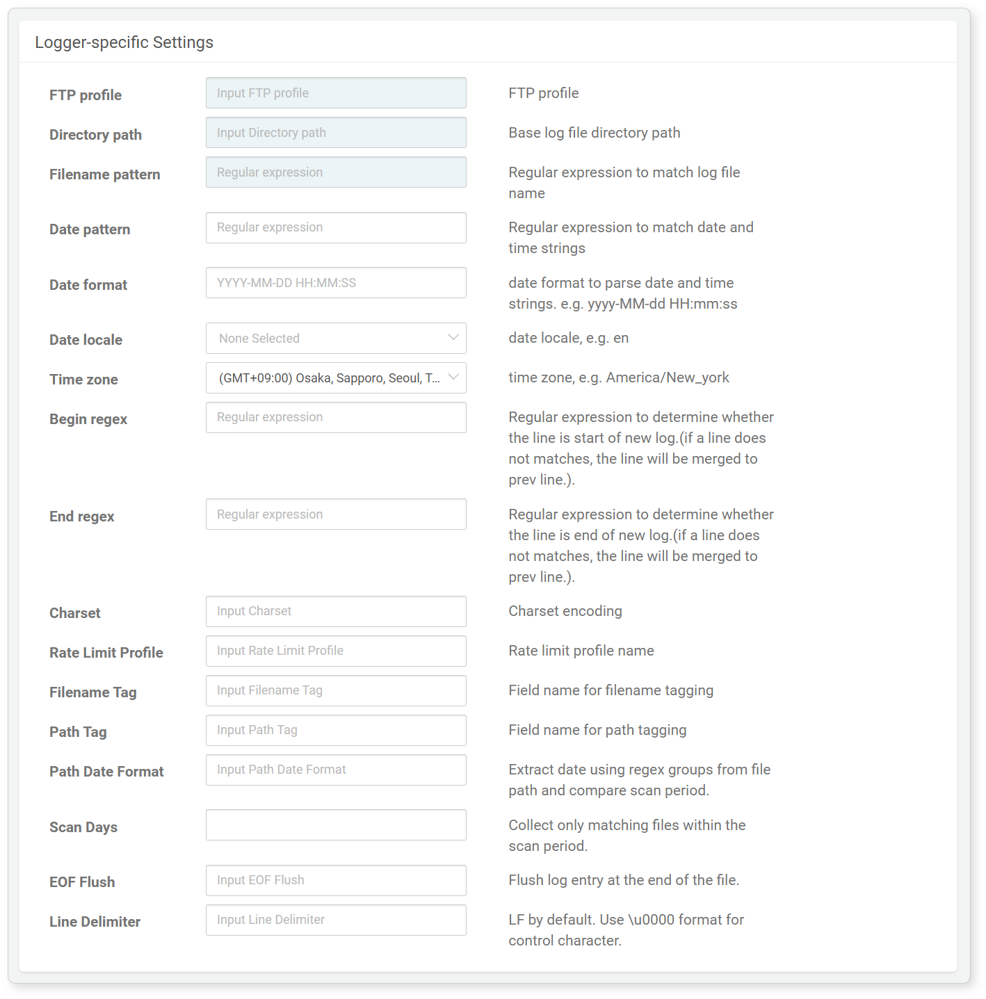 Logger-specific Settings
FTP profile
Input FTP profile
FTP profile
Directory path
Input Directory path
Base log file directory path
Filename pattern
Regular expression
Regular expression to match log file
name
Date pattern
Regular expression
Regular expression to match date and
time strings
Date format
YYYY-MM-DD HH:MM:SS
date format to parse date and time
strings. e.g. yyyy-MM-dd HH:mm:ss
Date locale
None Selected
date locale, e.g. en
Time zone
(GMT+09:00) Osaka, Sapporo, Seoul, T...
time zone, e.g. America/New_york
Begin regex
Regular expression
Regular expression to determine whether
the line is start of new log.(if a line does
not matches, the line will be merged to
prev line.).
End regex
Regular expression
Regular expression to determine whether
the line is end of new log.(if a line does
not matches, the line will be merged to
prev line.).
Charset
Input Charset
Charset encoding
Rate Limit Profile
Input Rate Limit Profile
Rate limit profile name
Filename Tag
Input Filename Tag
Field name for filename tagging
Path Tag
Input Path Tag
Field name for path tagging
Path Date Format
Input Path Date Format
Extract date using regex groups from file
path and compare scan period.
Scan Days
Collect only matching files within the
scan period.
EOF Flush
Input EOF Flush
Flush log entry at the end of the file.
Line Delimiter
Input Line Delimiter
LF by default. Use \u0000 format for
control character.